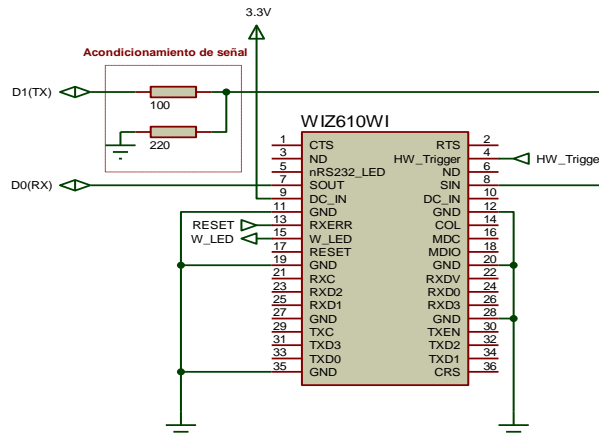 3.3V
Acondicionamiento de señal
D1(TX)
100
220
WIZ610WI
1 CTS RTS 2
3 ND HW_Trigger 4 HW_Trigge
5 nRS232_LED ND 6
D0(RX) 7 SOUT SIN 8
9 DC_IN DC_IN 10
11 GND GND 12
RESET 13 RXERR COL 14
W_LED 15 W_LED MDC 16
17 RESET MDIO 18
19 GND GND 20
21 RXC RXDV 22
23 RXD2 RXD0 24
25 RXD1 RXD3 26
27 GND GND 28
29 TXC TXEN 30
31 TXD3 TXD2 32
33 TXD0 TXD1 34
35 GND CRS 36